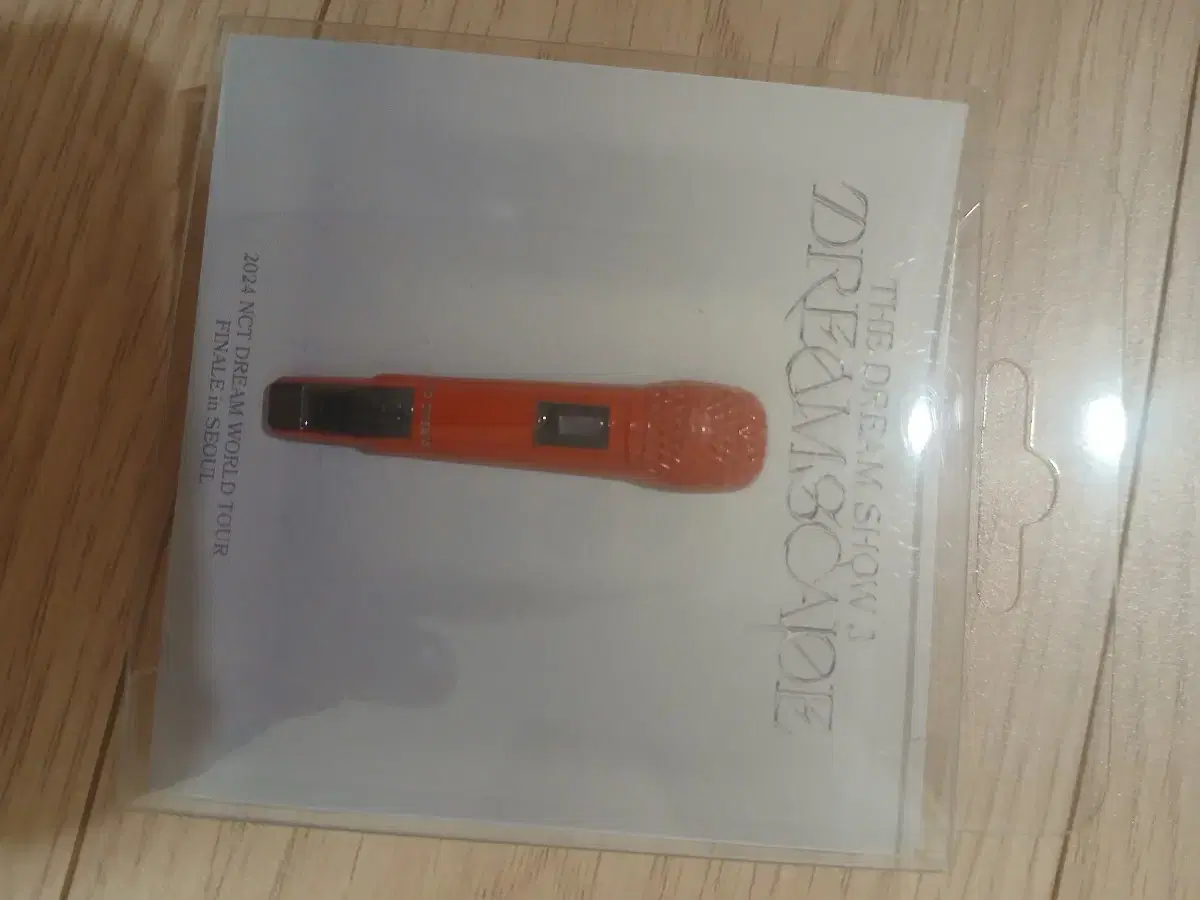 THE DREAM SHOW 3
DREAMSCAPE
2024 NCT DREAM WORLD TOUR
FINALE in SEOUL